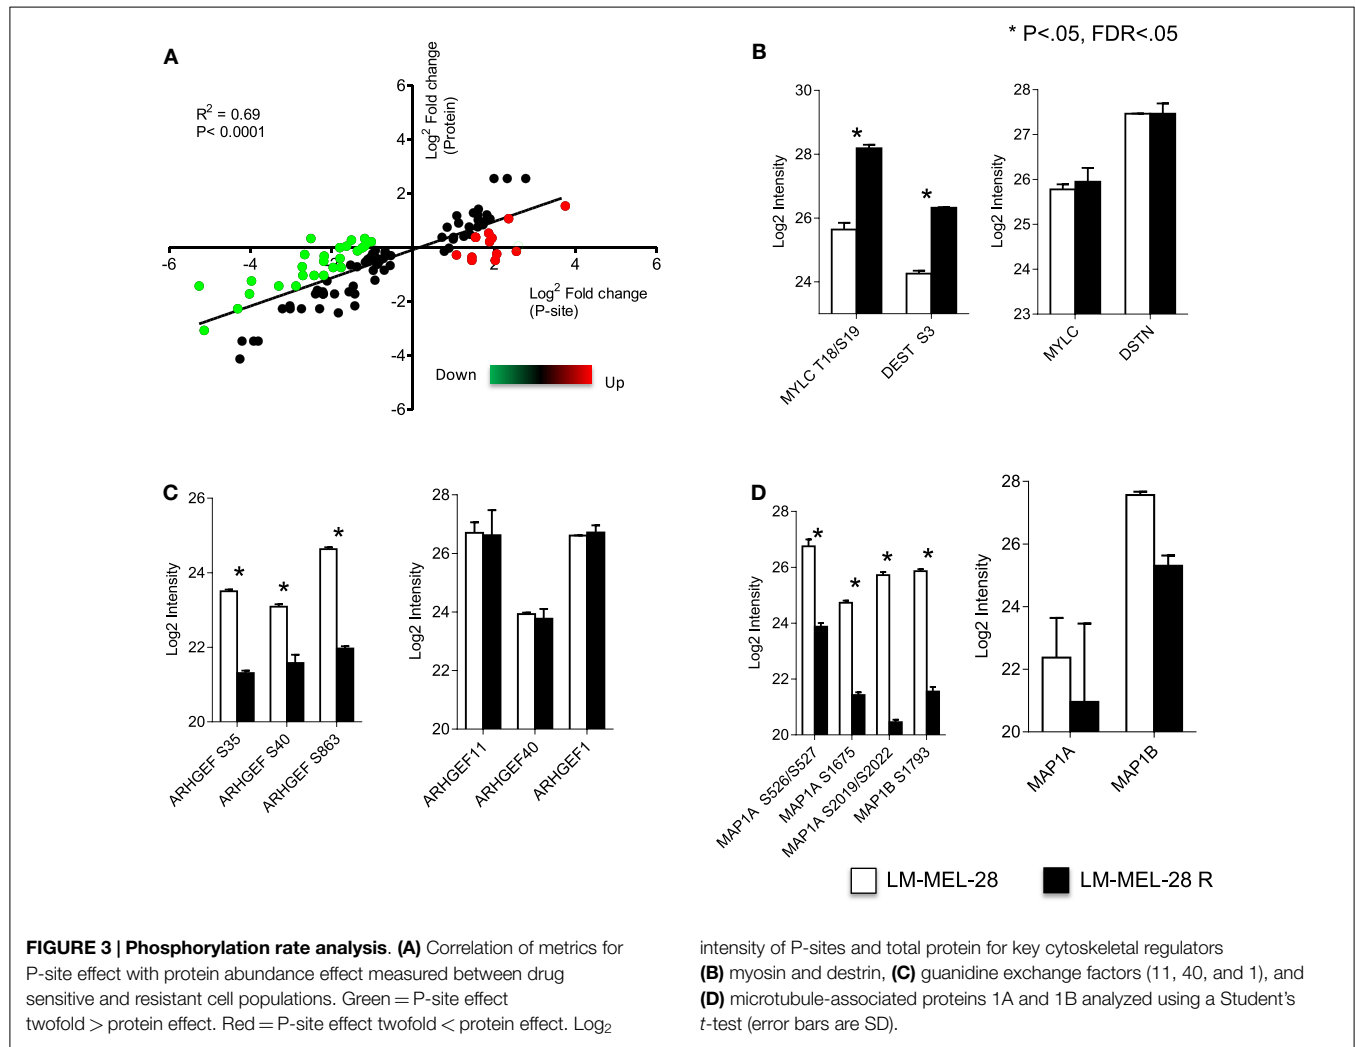 * P<.05, FDR<.05
A
R2 = 0.69
P< 0.0001
Log2 Fold change
(Protein)
6
4
2
-2
-4
-6
-6
-4
-2
2
4
6
Log2 Fold change
(P-site)
Down
Up
B
Log2 Intensity
30
28
26
24
*
*
MYLC T18/S19
DEST S3
Log2 Intensity
28
27
26
25
24
23
MYLC
DSTN
C
Log2 Intensity
26
24
22
20
*
*
*
ARHGEF S35
ARHGEF S40
ARHGEF S863
Log2 Intensity
28
26
24
22
20
ARHGEF11
ARHGEF40
ARHGEF1
D
Log2 Intensity
28
26
24
22
20
*
*
*
*
MAP1A S526/S527
MAP1A S1675
MAP1A S2019/S2022
MAP1B S1793
Log2 Intensity
28
26
24
22
20
MAP1A
MAP1B
LM-MEL-28
LM-MEL-28 R
FIGURE 3 | Phosphorylation rate analysis. (A) Correlation of metrics for
P-site effect with protein abundance effect measured between drug
sensitive and resistant cell populations. Green = P-site effect
twofold > protein effect. Red = P-site effect twofold < protein effect. Log2
intensity of P-sites and total protein for key cytoskeletal regulators
(B) myosin and destrin, (C) guanidine exchange factors (11, 40, and 1), and
(D) microtubule-associated proteins 1A and 1B analyzed using a Student's
t-test (error bars are SD).